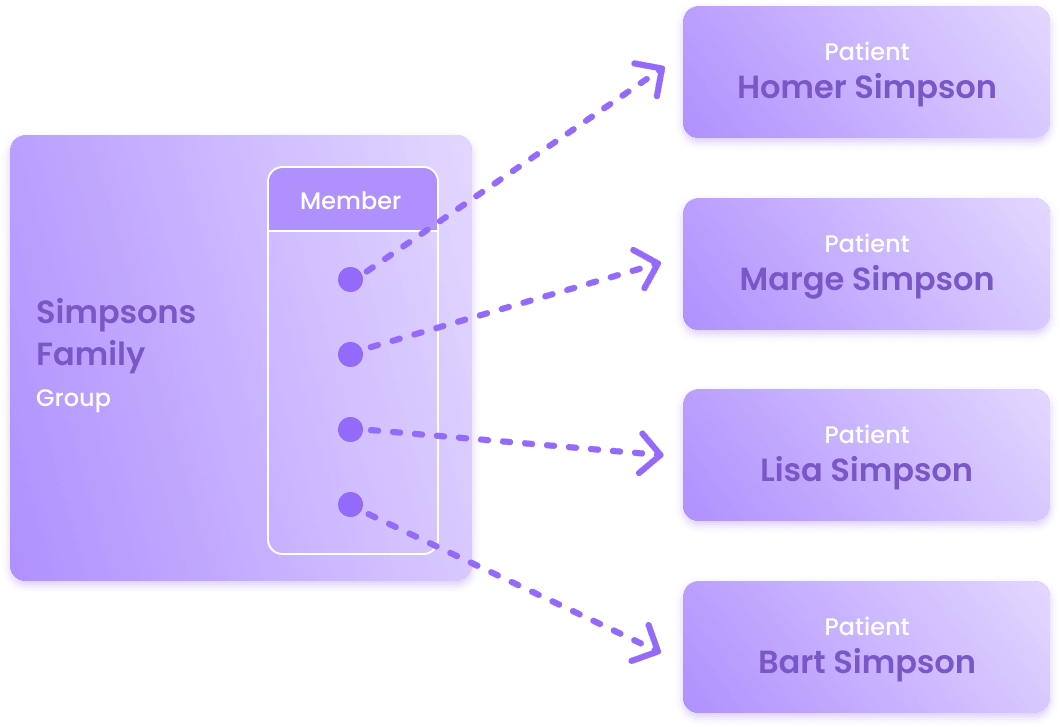 Simpsons
Family
Group
Member
Patient
Homer Simpson
Patient
Marge Simpson
Patient
Lisa Simpson
Patient
Bart Simpson